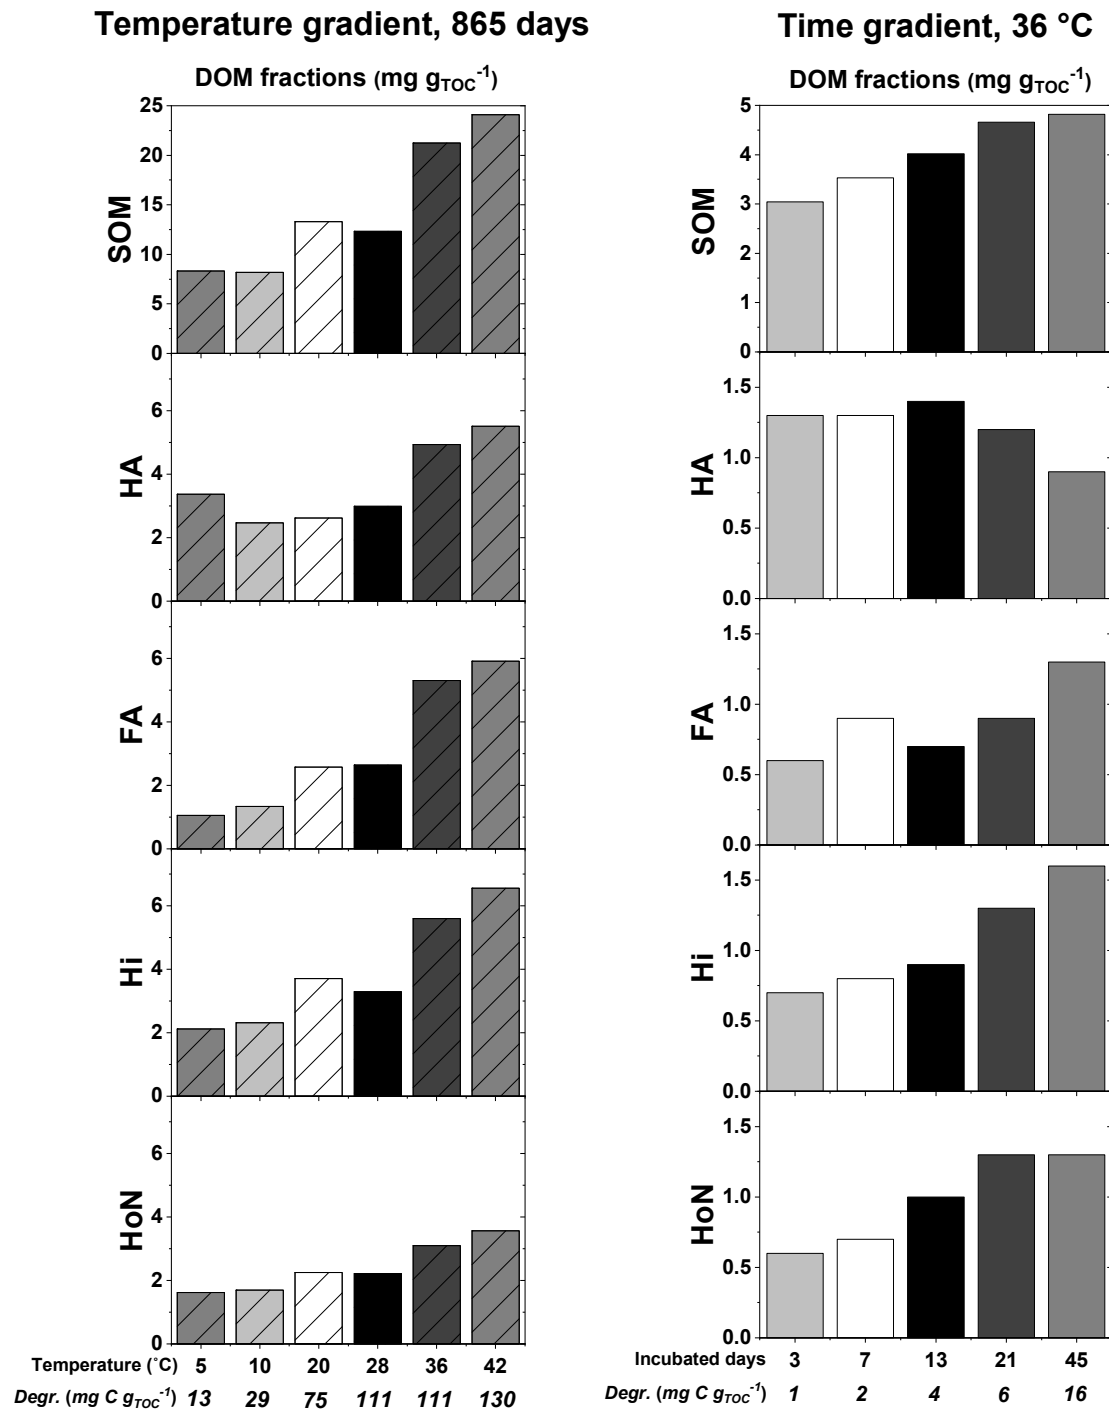 Temperature gradient, 865 days
DOM fractions (mg gTOC-1)
25
20
15
10
5
0
SOM
6
4
2
0
HA
6
4
2
0
FA
6
4
2
0
Hi
6
4
2
0
HoN
Temperature (°C) 5 10 20 28 36 42
Degr. (mg C gTOC-1) 13 29 75 111 111 130
Time gradient, 36 °C
DOM fractions (mg gTOC-1)
5
4
3
2
1
0
SOM
1.5
1.0
0.5
0.0
HA
1.5
1.0
0.5
0.0
FA
1.5
1.0
0.5
0.0
Hi
1.5
1.0
0.5
0.0
HoN
Incubated days 3 7 13 21 45
Degr. (mg C gTOC-1) 1 2 4 6 16